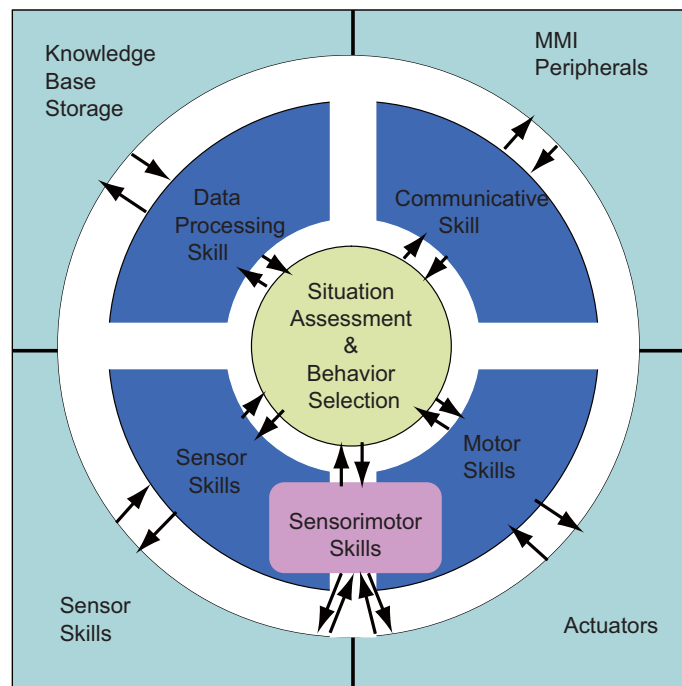 Knowledge
Base
Storage
MMI
Peripherals
Data
Processing
Skill
Communicative
Skill
Situation
Assessment
&
Behavior
Selection
Sensor
Skills
Motor
Skills
Sensorimotor
Skills
Sensor
Skills
Actuators